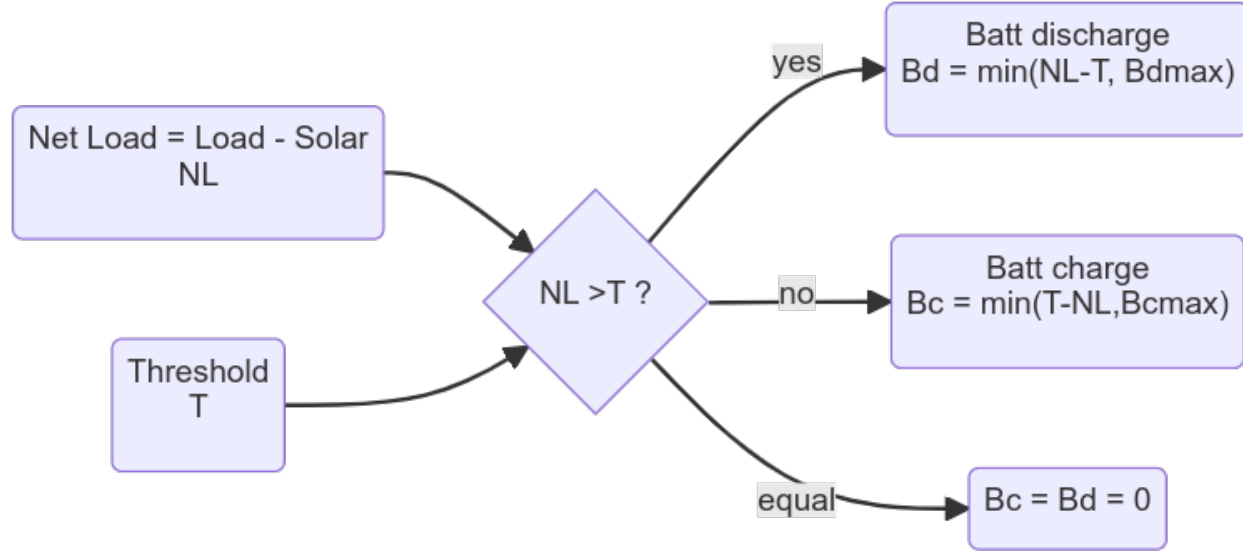 Net Load = Load - Solar
NL
Threshold
T
NL >T ?
yes
Batt discharge
Bd = min(NL-T, Bdmax)
no
Batt charge
Bc = min(T-NL,Bcmax)
equal
Bc = Bd = 0